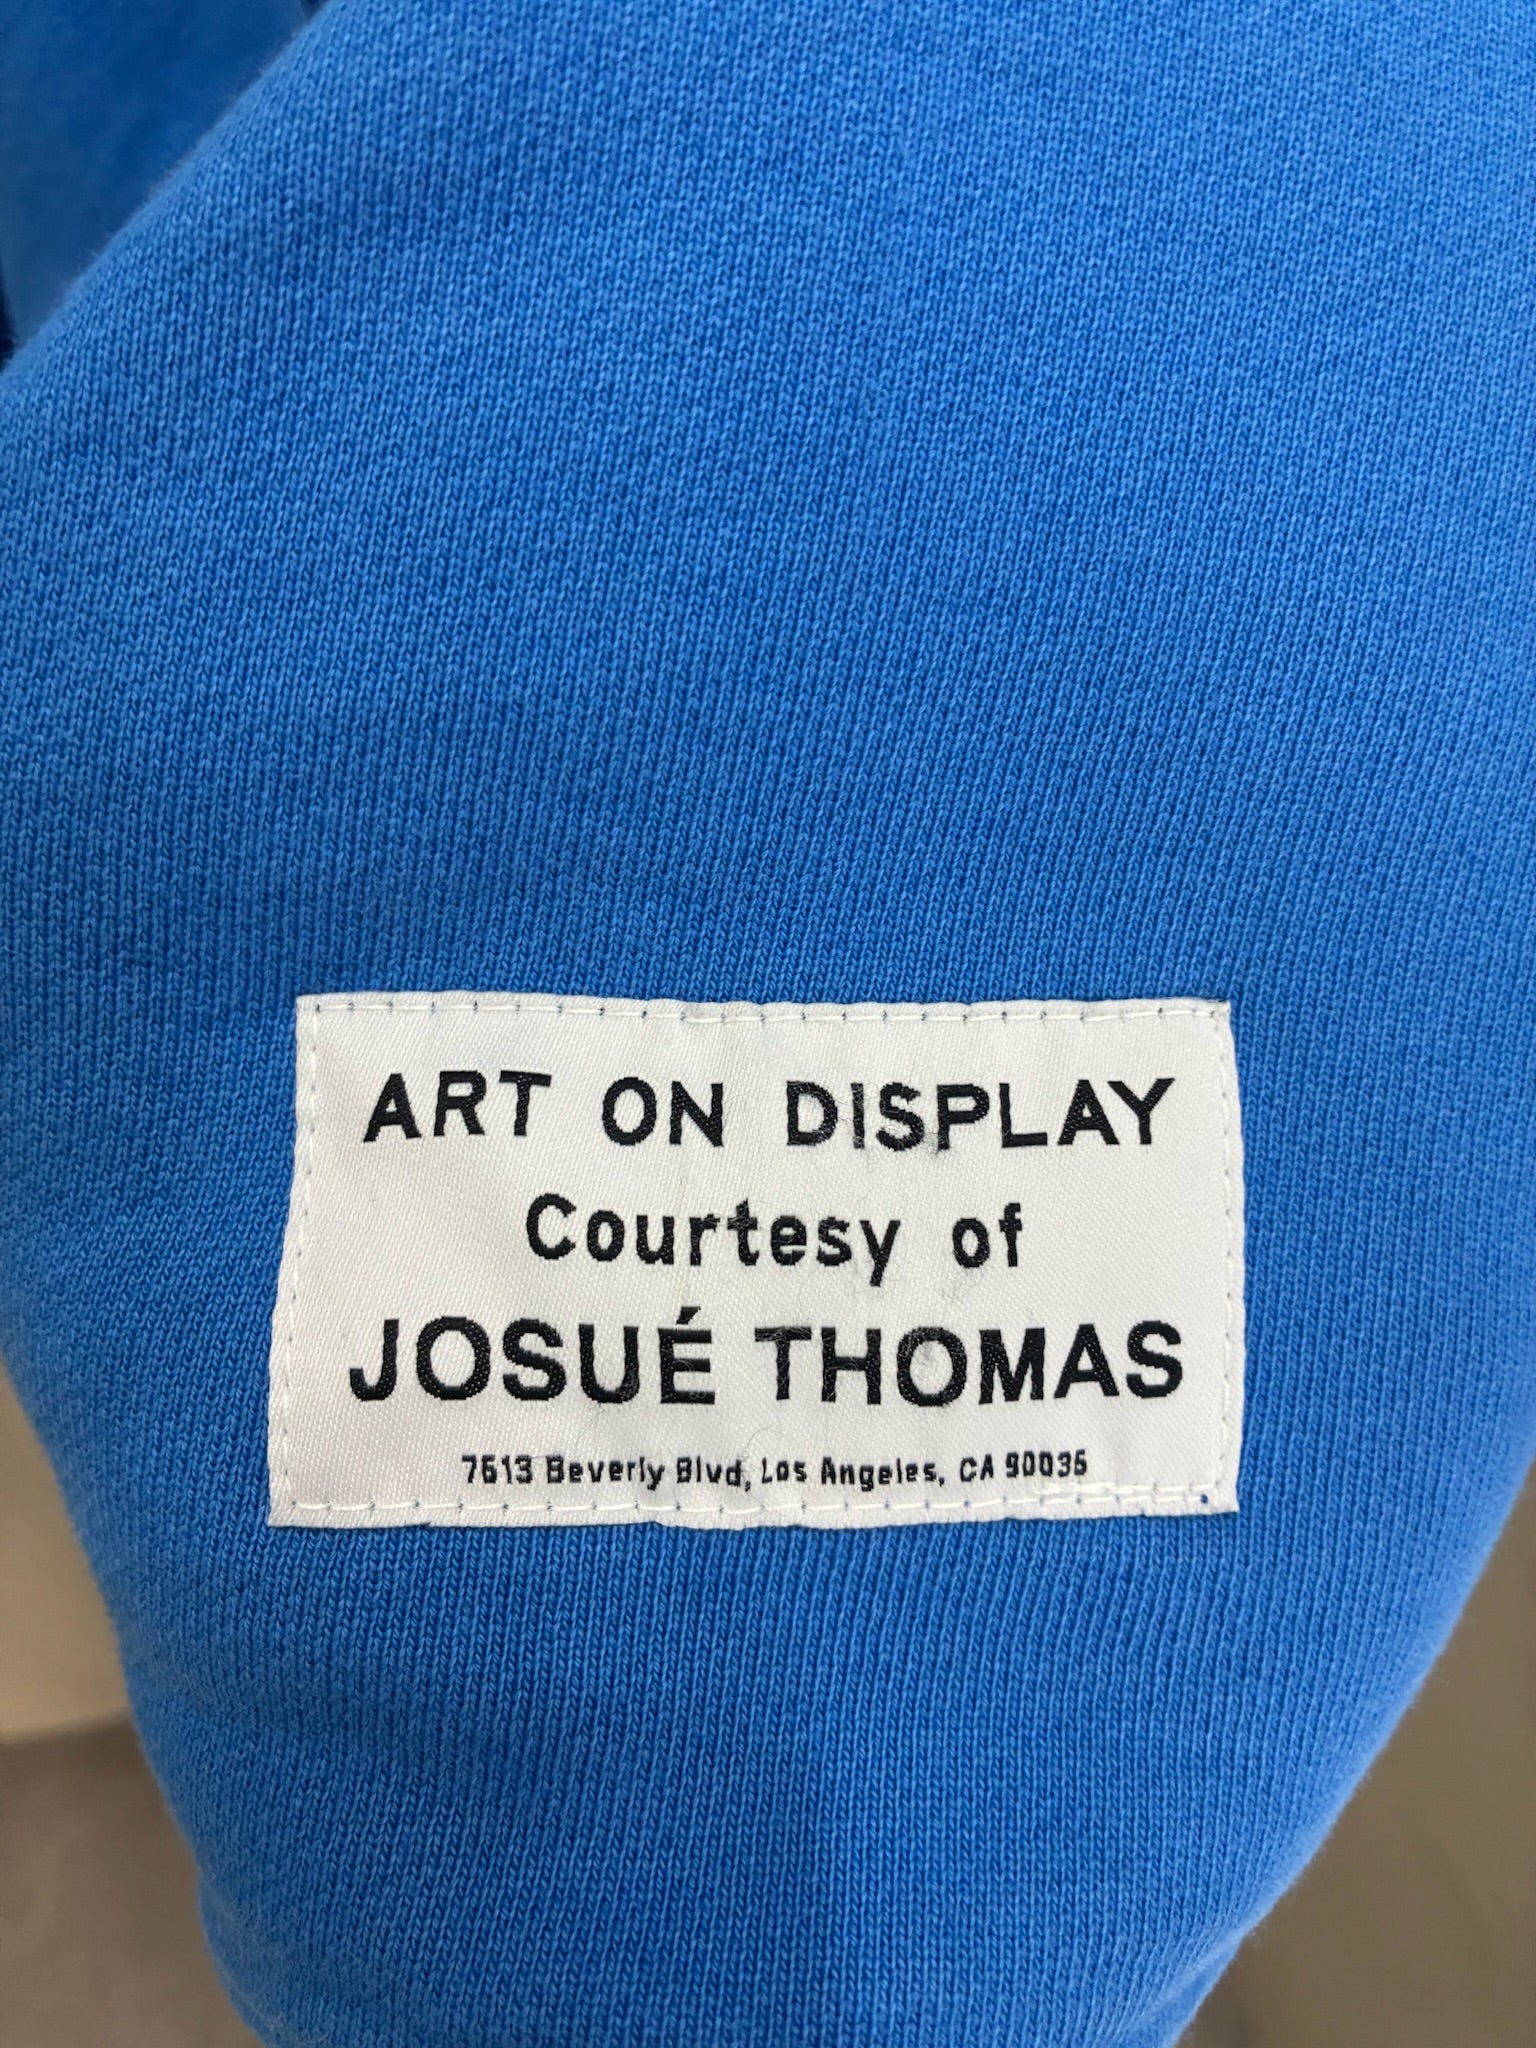 ART ON DISPLAY
Courtesy of
JOSUÉ THOMAS
7613 Beverly Blvd, Los Angeles, CA 90036